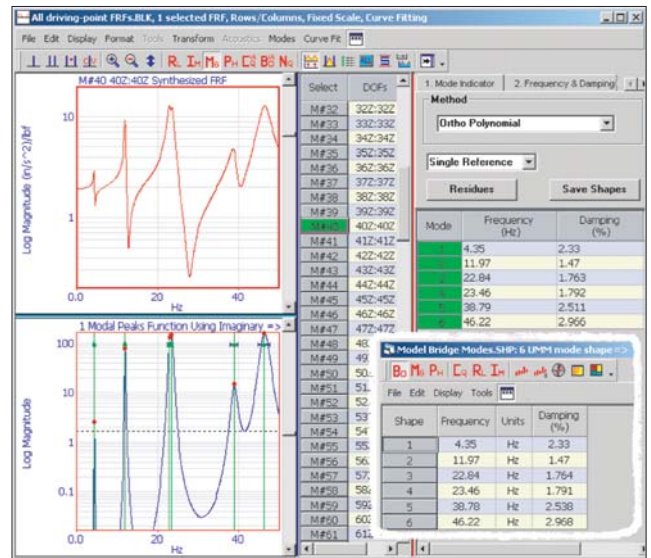 All driving-point FRFs.BLK, 1 selected FRF, Rows/Columns, Fixed Scale, Curve Fitting
File Edit Display Format Tools Transform Acoustics Modes Curve Fit
M#40 40Z:40Z Synthesized FRF
Log Magnitude (in/s^2)/lbf
10
1
0.0 20 40
Hz
1 Modal Peaks Function Using Imaginary =>
Log Magnitude
100
10
1
0.1
0.0 20 40
Hz
Select DOFs
M#32 32Z:32Z
M#33 33Z:33Z
M#34 34Z:34Z
M#35 35Z:35Z
M#36 36Z:36Z
M#37 37Z:37Z
M#38 38Z:38Z
M#39 39Z:39Z
M#40 40Z:40Z
M#41 41Z:41Z
M#42 42Z:42Z
M#43 43Z:43Z
M#44 44Z:44Z
M#45 45Z:45Z
M#46 46Z:46Z
M#47 47Z:47Z
M#48
M#49
M#50
M#51
M#52
M#53
M#54
M#55
M#56
M#57
M#58
M#59
M#60
M#61
1. Mode Indicator 2. Frequency & Damping
Method
Ortho Polynomial
Single Reference
Residues Save Shapes
Mode Frequency (Hz) Damping (%)
4.35 2.33
11.97 1.47
22.84 1.763
23.46 1.792
38.79 2.511
46.22 2.966
Model Bridge Modes.SHP: 6 UMM mode shape =>
File Edit Display Tools
Shape Frequency Units Damping (%)
1 4.35 Hz 2.33
2 11.97 Hz 1.47
3 22.84 Hz 1.764
4 23.46 Hz 1.791
5 38.78 Hz 2.538
6 46.22 Hz 2.968